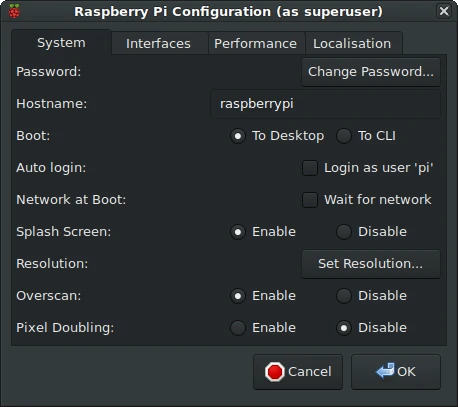 Raspberry Pi Configuration (as superuser)
System Interfaces Performance Localisation
Password: Change Password...
Hostname: raspberrypi
Boot: To Desktop To CLI
Auto login: Login as user 'pi'
Network at Boot: Wait for network
Splash Screen: Enable Disable
Resolution: Set Resolution...
Overscan: Enable Disable
Pixel Doubling: Enable Disable
Cancel OK